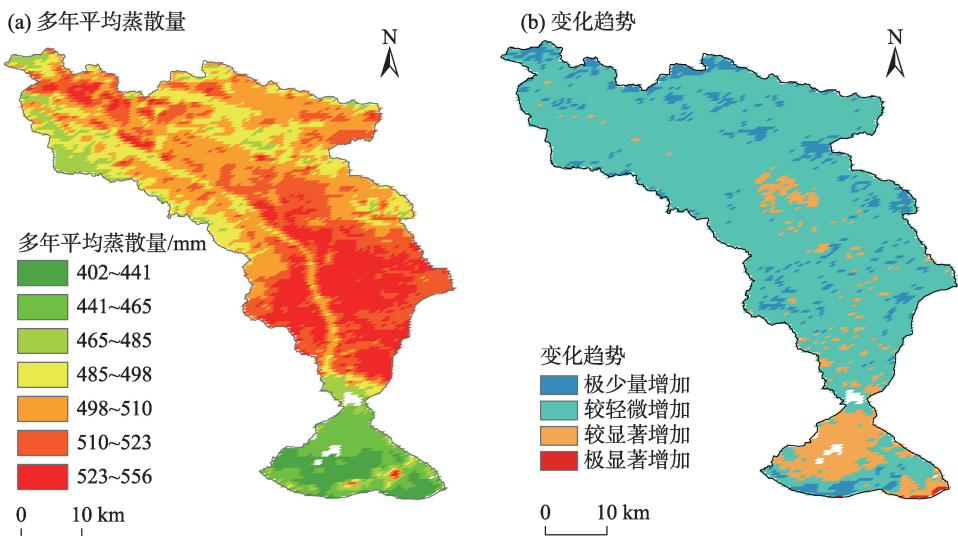 (a) 多年平均蒸散量
N
多年平均蒸散量/mm
402~441
441~465
465~485
485~498
498~510
510~523
523~556
0 10 km
(b) 变化趋势
N
变化趋势
极少量增加
较轻微增加
较显著增加
极显著增加
0 10 km